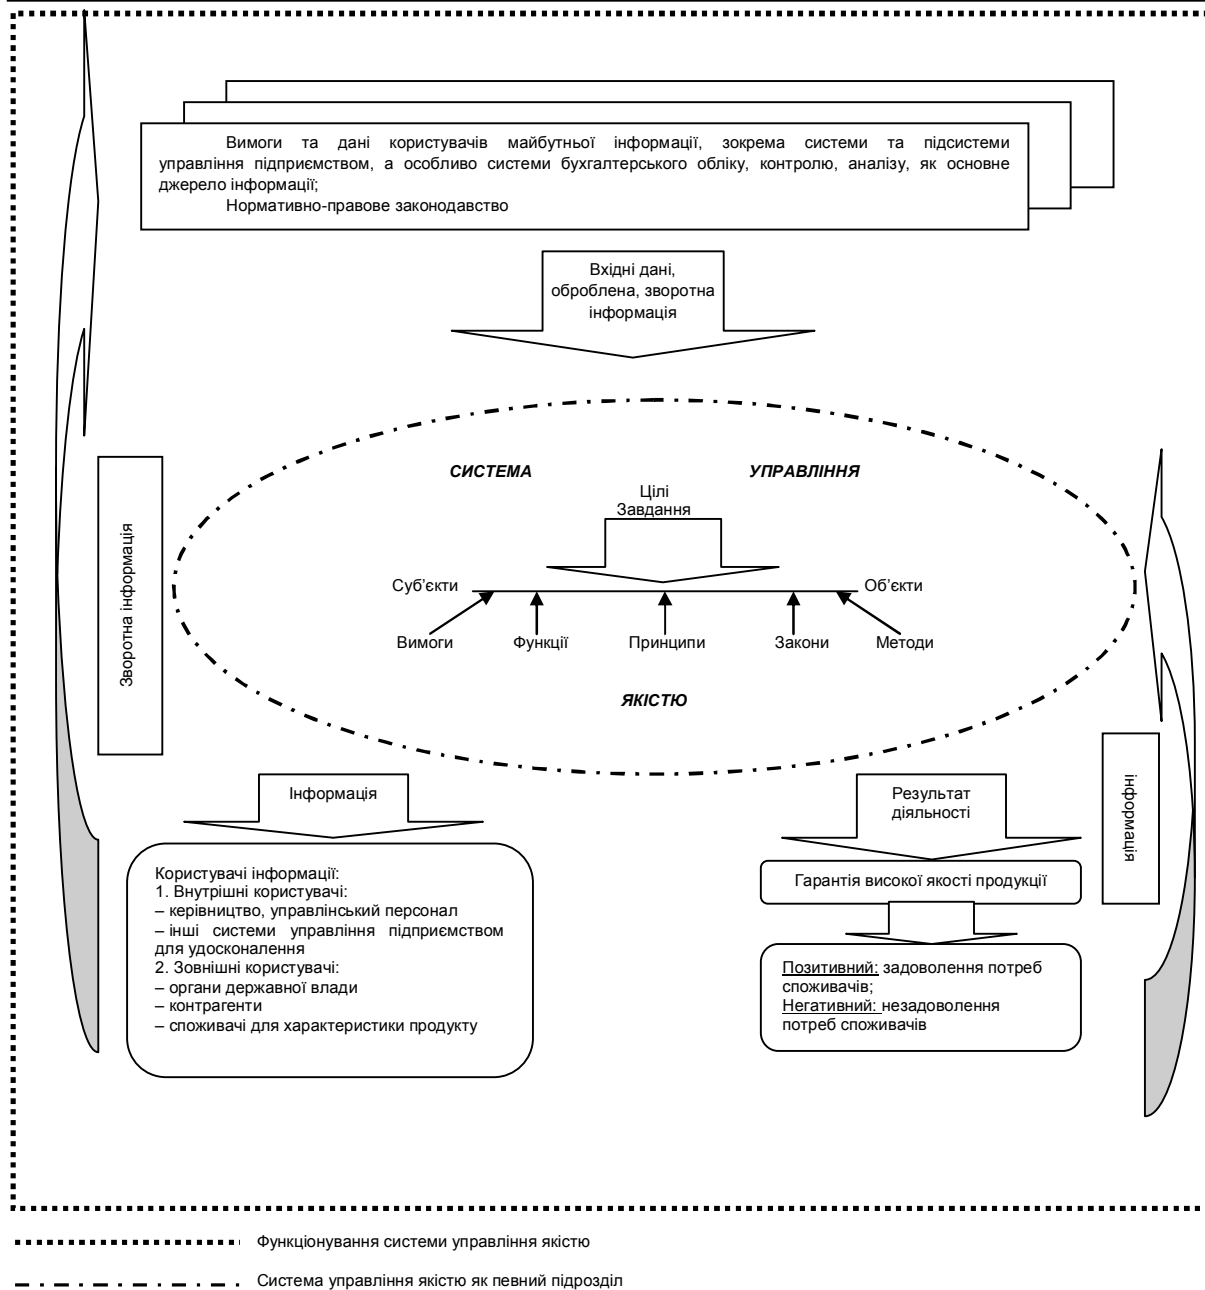 Вимоги та дані користувачів майбутньої інформації, зокрема системи та підсистеми
управління підприємством, а особливо системи бухгалтерського обліку, контролю, аналізу, як основне
джерело інформації;
Нормативно-правове законодавство
Вхідні дані,
оброблена, зворотна
інформація
СИСТЕМА УПРАВЛІННЯ
Цілі
Завдання
Суб’єкти Об’єкти
Вимоги Функції Принципи Закони Методи
ЯКІСТЮ
Зворотна інформація
інформація
Інформація
Користувачі інформації:
1. Внутрішні користувачі:
– керівництво, управлінський персонал
– інші системи управління підприємством
для удосконалення
2. Зовнішні користувачі:
– органи державної влади
– контрагенти
– споживачі для характеристики продукту
Результат
діяльності
Гарантія високої якості продукції
Позитивний: задоволення потреб
споживачів;
Негативний: незадоволення
потреб споживачів
Функціонування системи управління якістю
Система управління якістю як певний підрозділ